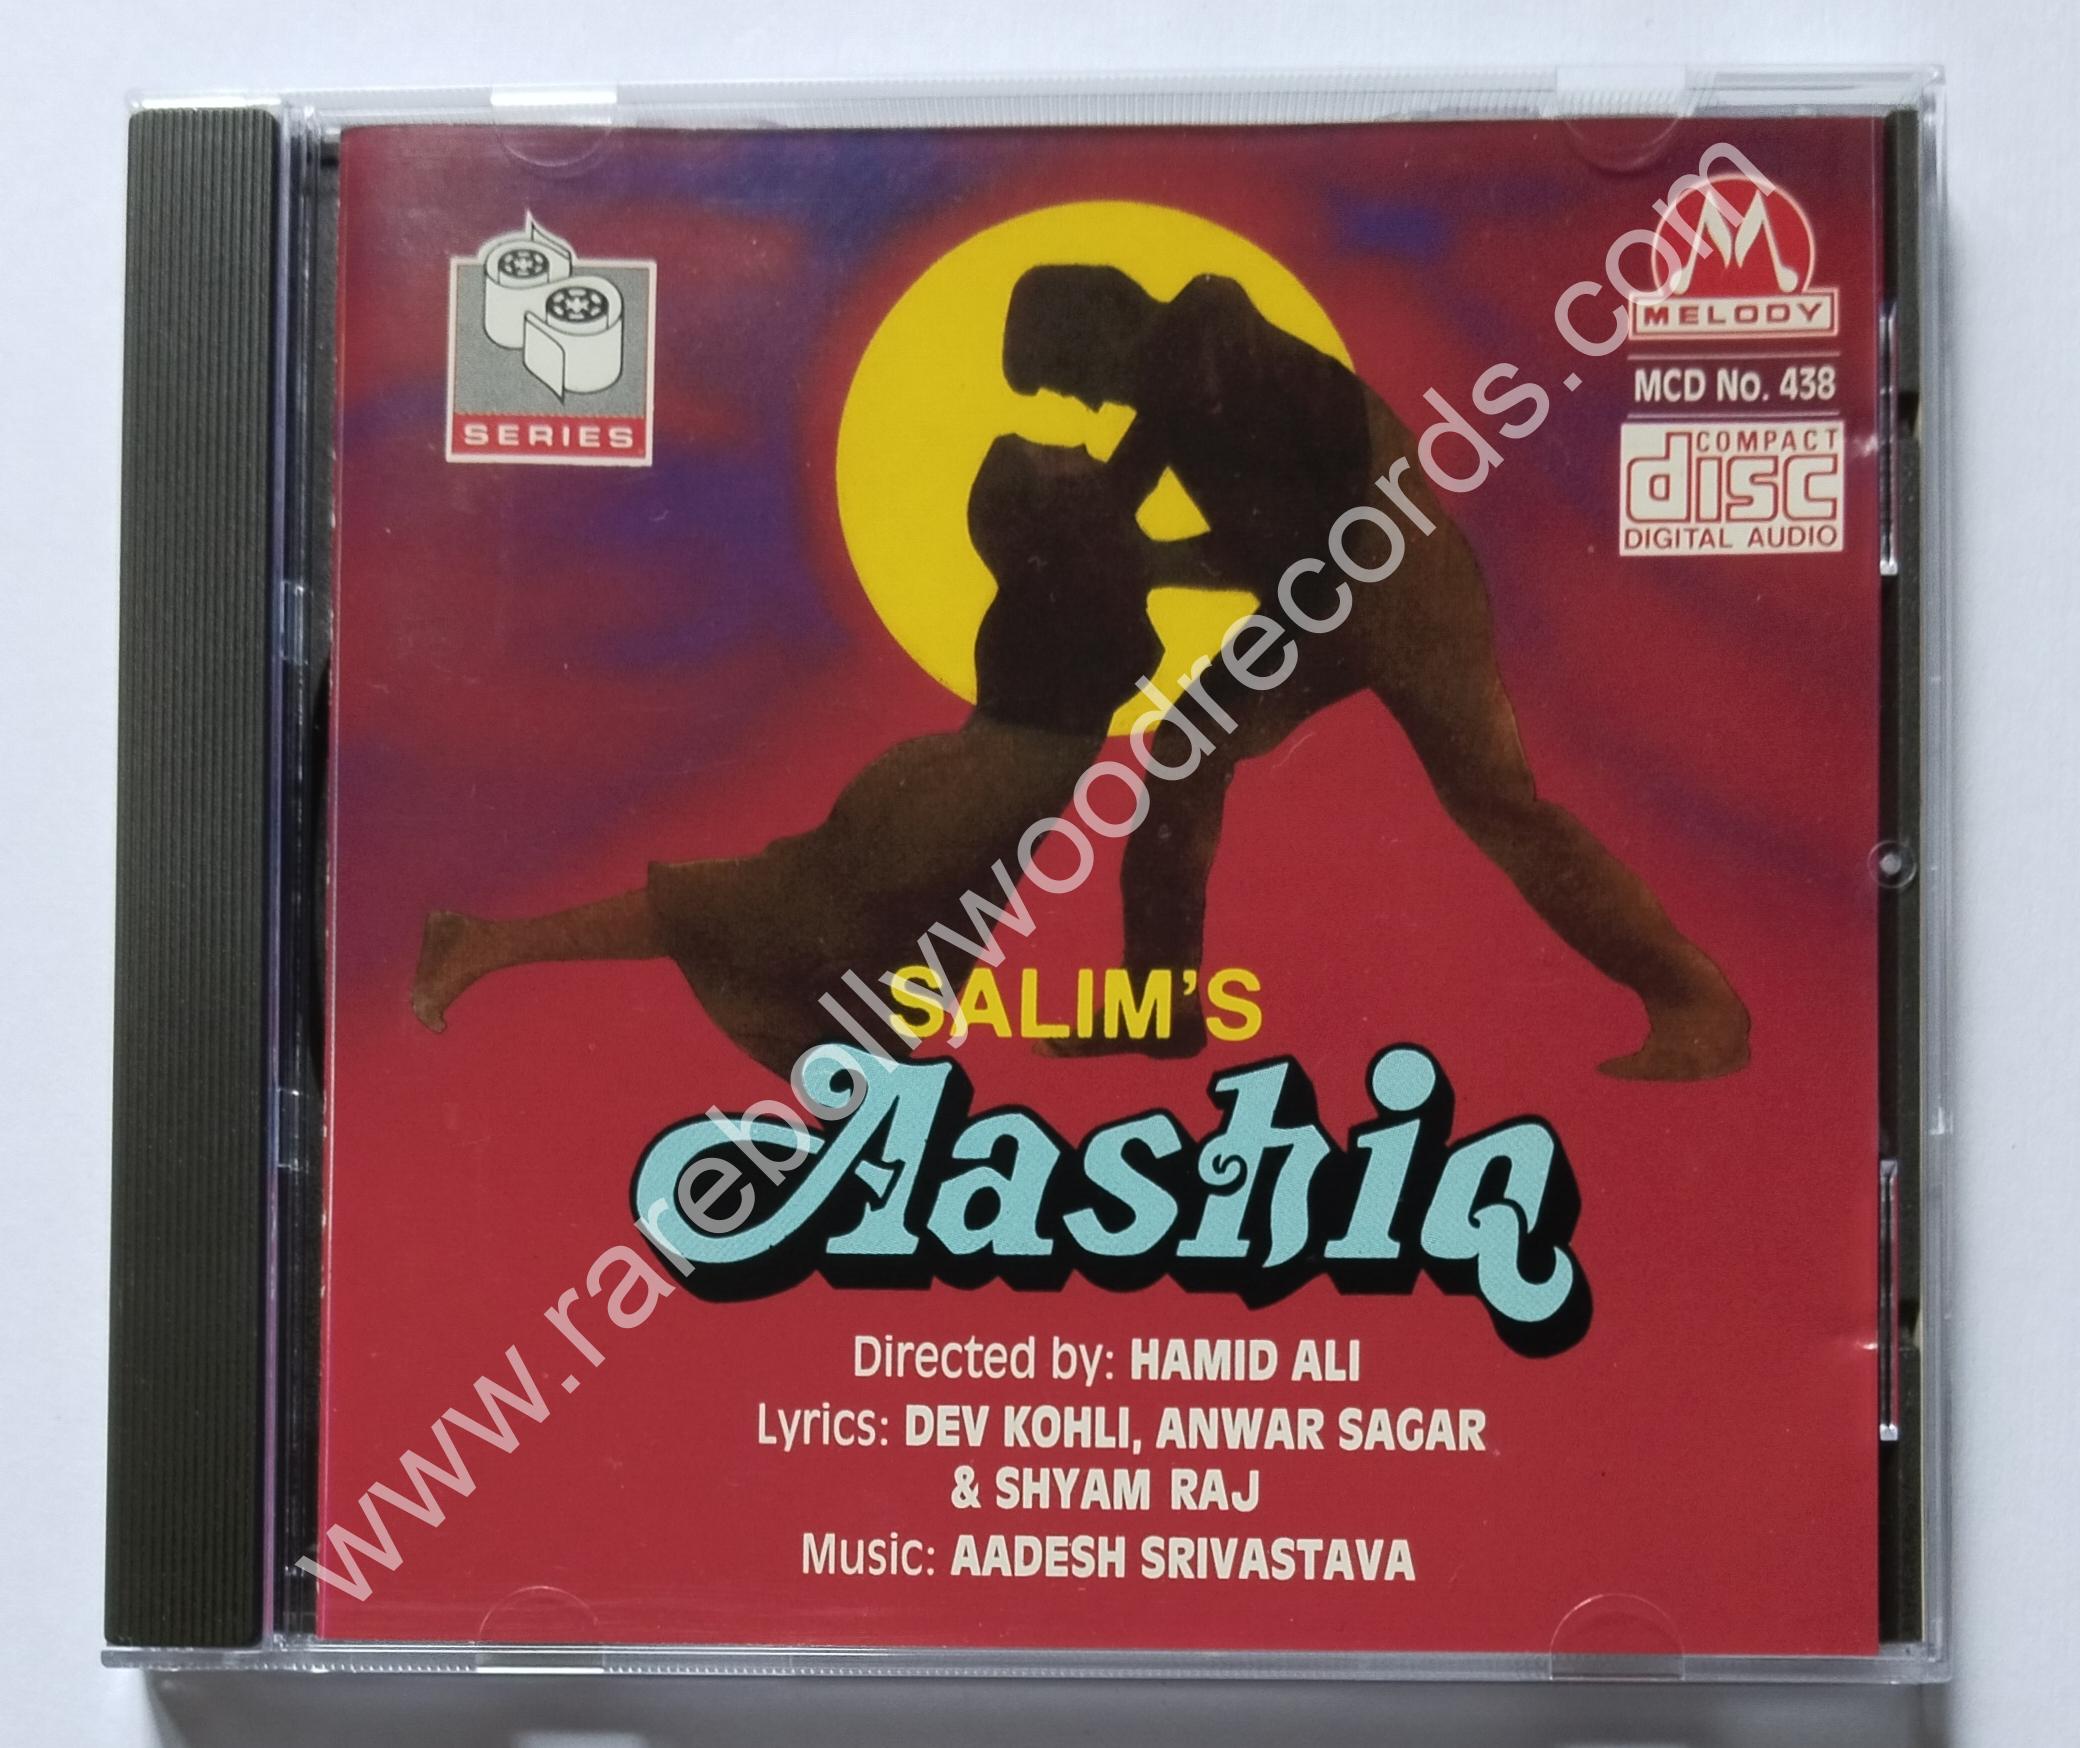 SERIES
M
MELODY
MCD No. 438
COMPACT
disc
DIGITAL AUDIO
SALIM'S
Aashiq
Directed by: HAMID ALI
Lyrics: DEV KOHLI, ANWAR SAGAR
& SHYAM RAJ
Music: AADESH SRIVASTAVA
www.rarebollywoodrecords.com